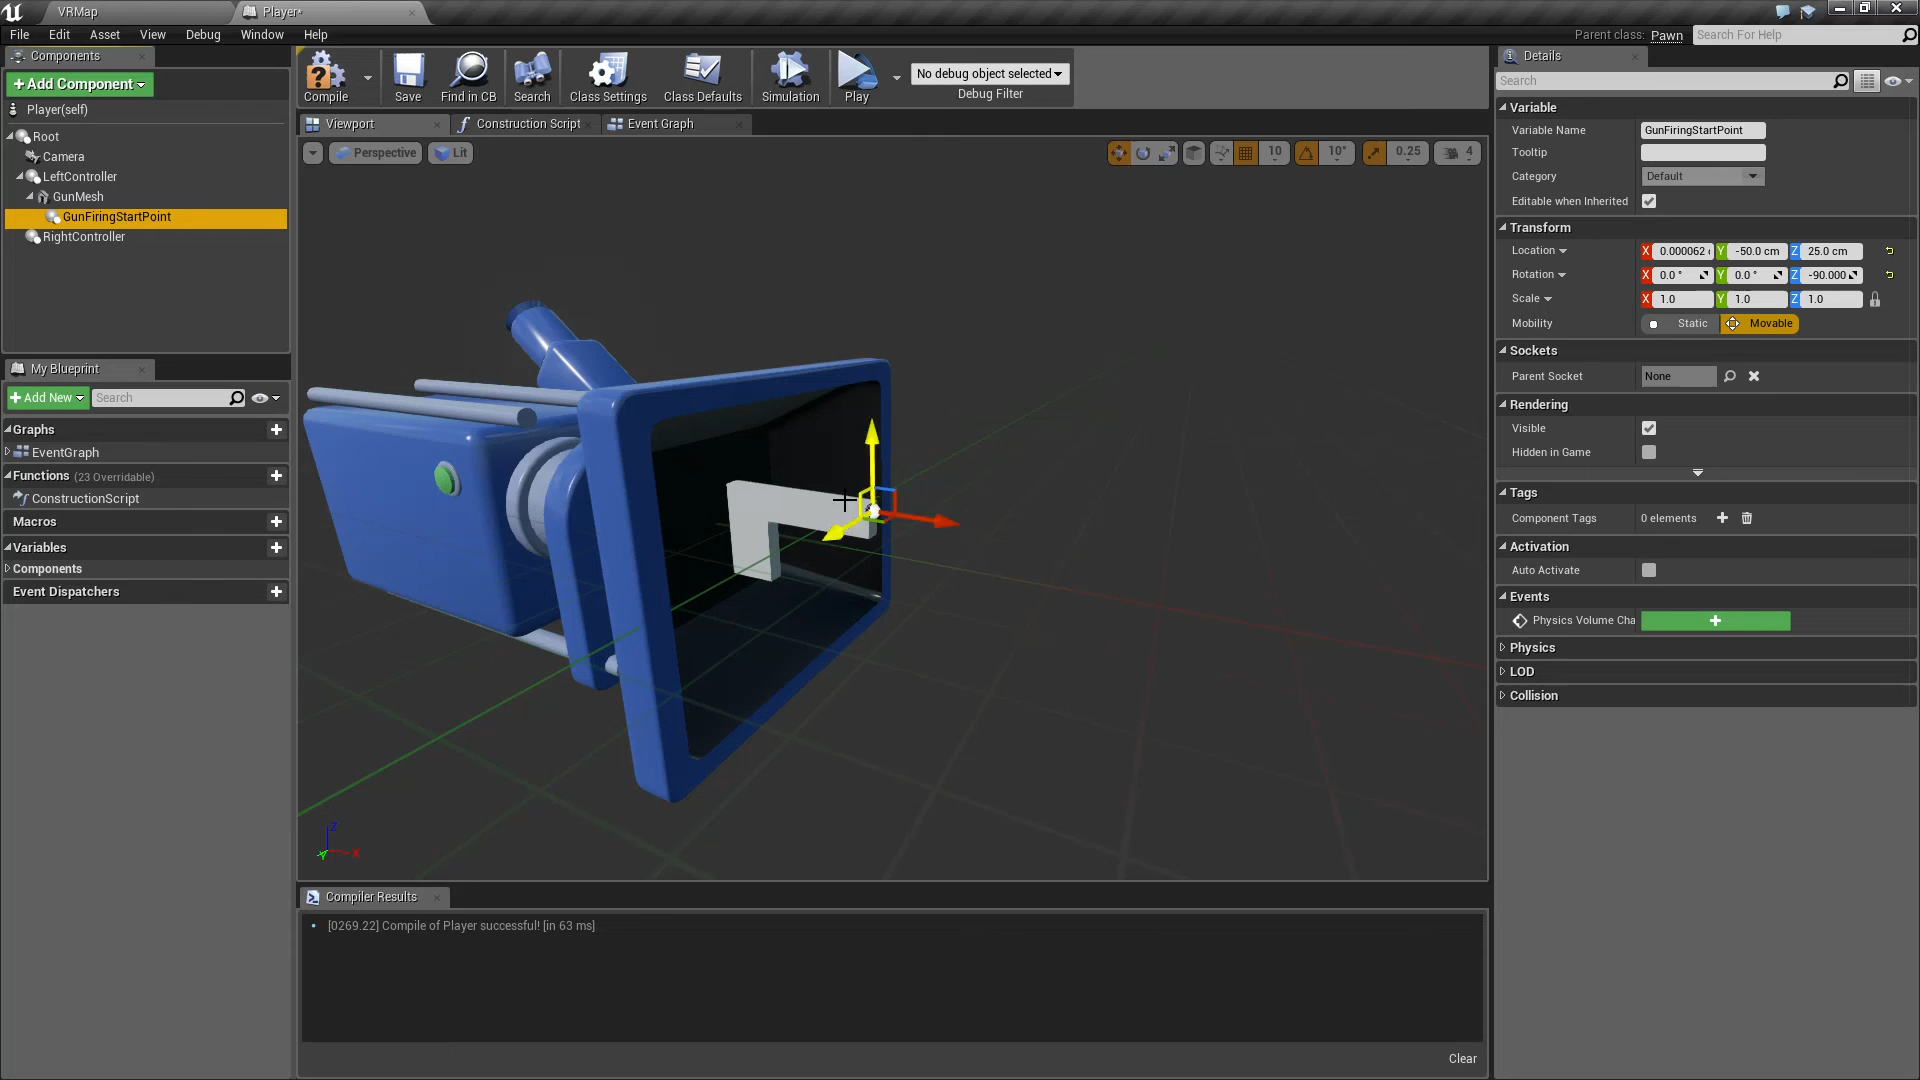 VRMap
Player*
File Edit Asset View Debug Window Help
Parent class: Pawn
Search For Help
Components
+Add Component
Player(self)
Root
Camera
LeftController
GunMesh
GunFiringStartPoint
RightController
My Blueprint
+Add New
Search
Graphs
EventGraph
Functions (23 Overridable)
ConstructionScript
Macros
Variables
Components
Event Dispatchers
Compile
Save
Find in CB
Search
Class Settings
Class Defaults
Simulation
Play
No debug object selected
Debug Filter
Viewport
Construction Script
Event Graph
Perspective
Lit
10
10°
0.25
4
Z
Y
X
Compiler Results
[0269.22] Compile of Player successful! [in 63 ms]
Clear
Details
Search
Variable
Variable Name GunFiringStartPoint
Tooltip
Category Default
Editable when Inherited
Transform
Location X 0.000062 Y -50.0 cm Z 25.0 cm
Rotation X 0.0 ° Y 0.0 ° Z -90.000
Scale X 1.0 Y 1.0 Z 1.0
Mobility Static Movable
Sockets
Parent Socket None
Rendering
Visible
Hidden in Game
Tags
Component Tags 0 elements
Activation
Auto Activate
Events
Physics Volume Cha
Physics
LOD
Collision